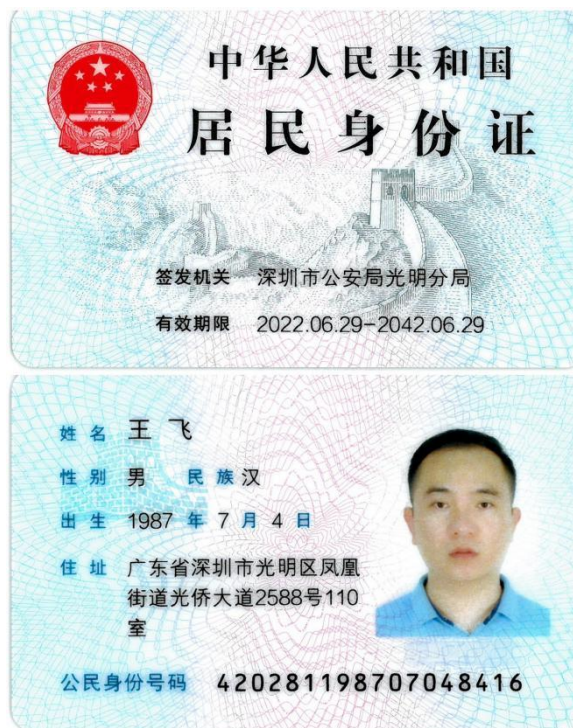 中华人民共和国
居民身份证
签发机关 深圳市公安局光明分局
有效期限 2022.06.29-2042.06.29
姓名 王飞
性别 男 民族 汉
出生 1987 年 7 月 4 日
住址 广东省深圳市光明区凤凰
街道光侨大道2588号110
室
公民身份号码 420281198707048416